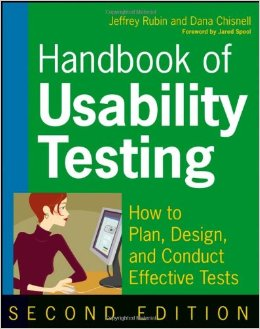 Jeffrey Rubin and Dana Chisnell
Foreword by Jared Spool
Handbook of
Usability
Testing
How to
Plan, Design,
and Conduct
Effective Tests
SECOND EDITION